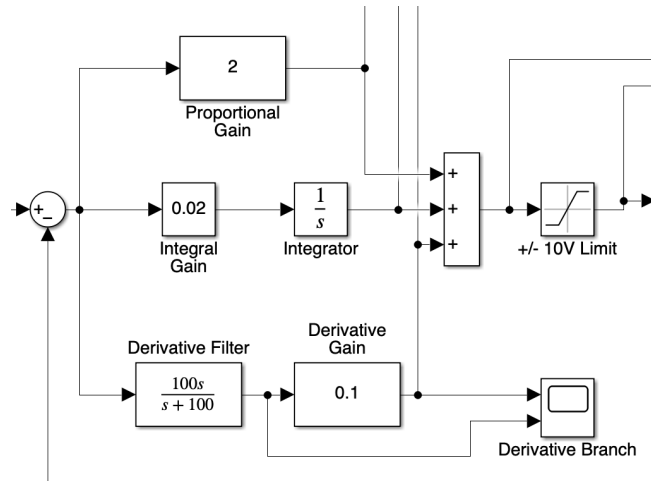 2
Proportional
Gain
+
+
−
0.02
1
s
+
Integral
Gain
Integrator
+
+/- 10V Limit
Derivative Filter
Derivative
Gain
100s
s + 100
0.1
Derivative Branch